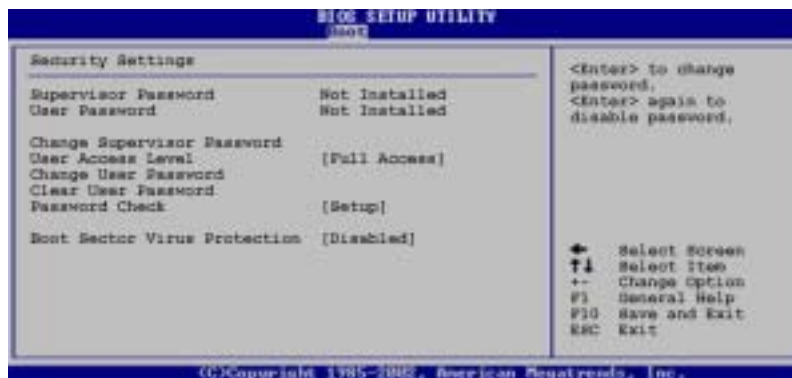 BIOS SETUP UTILITY
Boot
Security Settings
Supervisor Password Not Installed
User Password Not Installed
Change Supervisor Password
User Access Level [Full Access]
Change User Password
Clear User Password
Password Check [Setup]
Boot Sector Virus Protection [Disabled]
<Enter> to change
password.
<Enter> again to
disable password.
Select Screen
↑↓ Select Item
+- Change Option
F1 General Help
F10 Save and Exit
ESC Exit
(C)Copyright 1985-2002, American Megatrends, Inc.